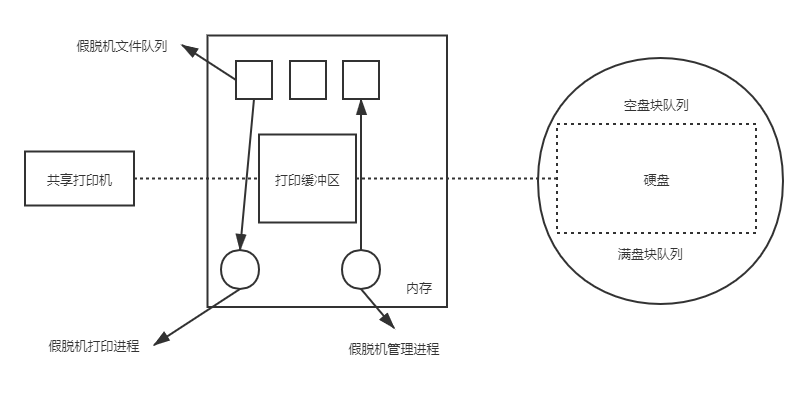 假脱机文件队列
空盘块队列
共享打印机
打印缓冲区
硬盘
满盘块队列
内存
假脱机打印进程
假脱机管理进程